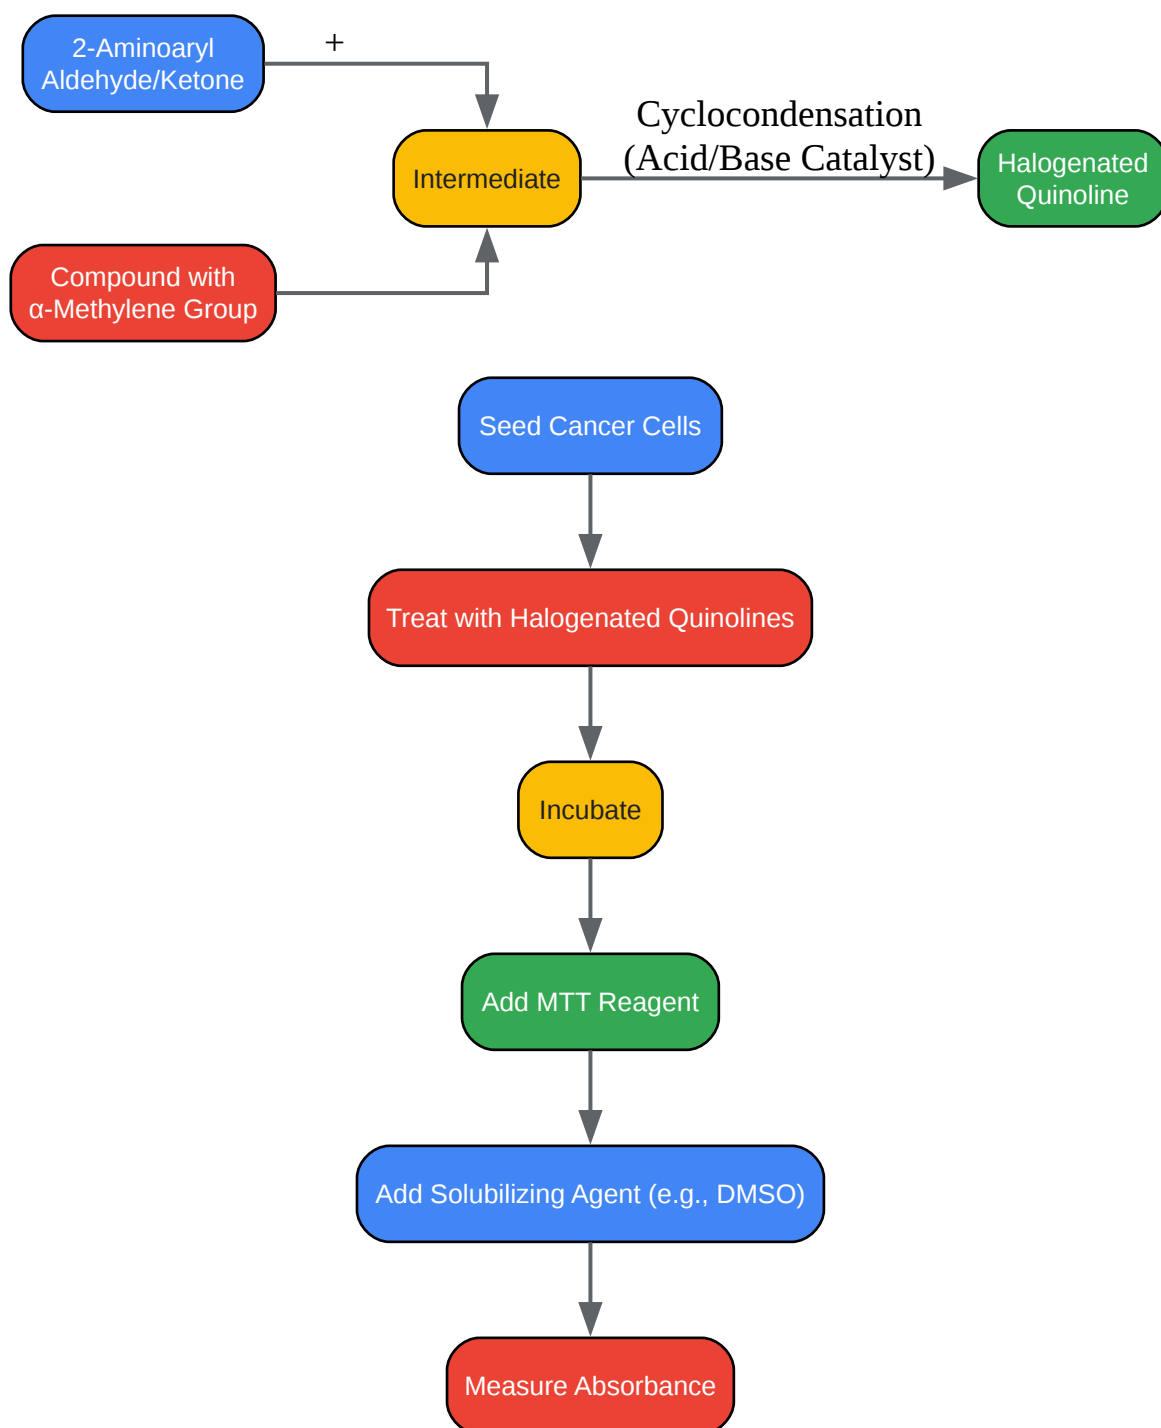 2-Aminoaryl
Aldehyde/Ketone
+
Cyclocondensation
(Acid/Base Catalyst)
Intermediate
Halogenated
Quinoline
Compound with
α-Methylene Group
Seed Cancer Cells
Treat with Halogenated Quinolines
Incubate
Add MTT Reagent
Add Solubilizing Agent (e.g., DMSO)
Measure Absorbance